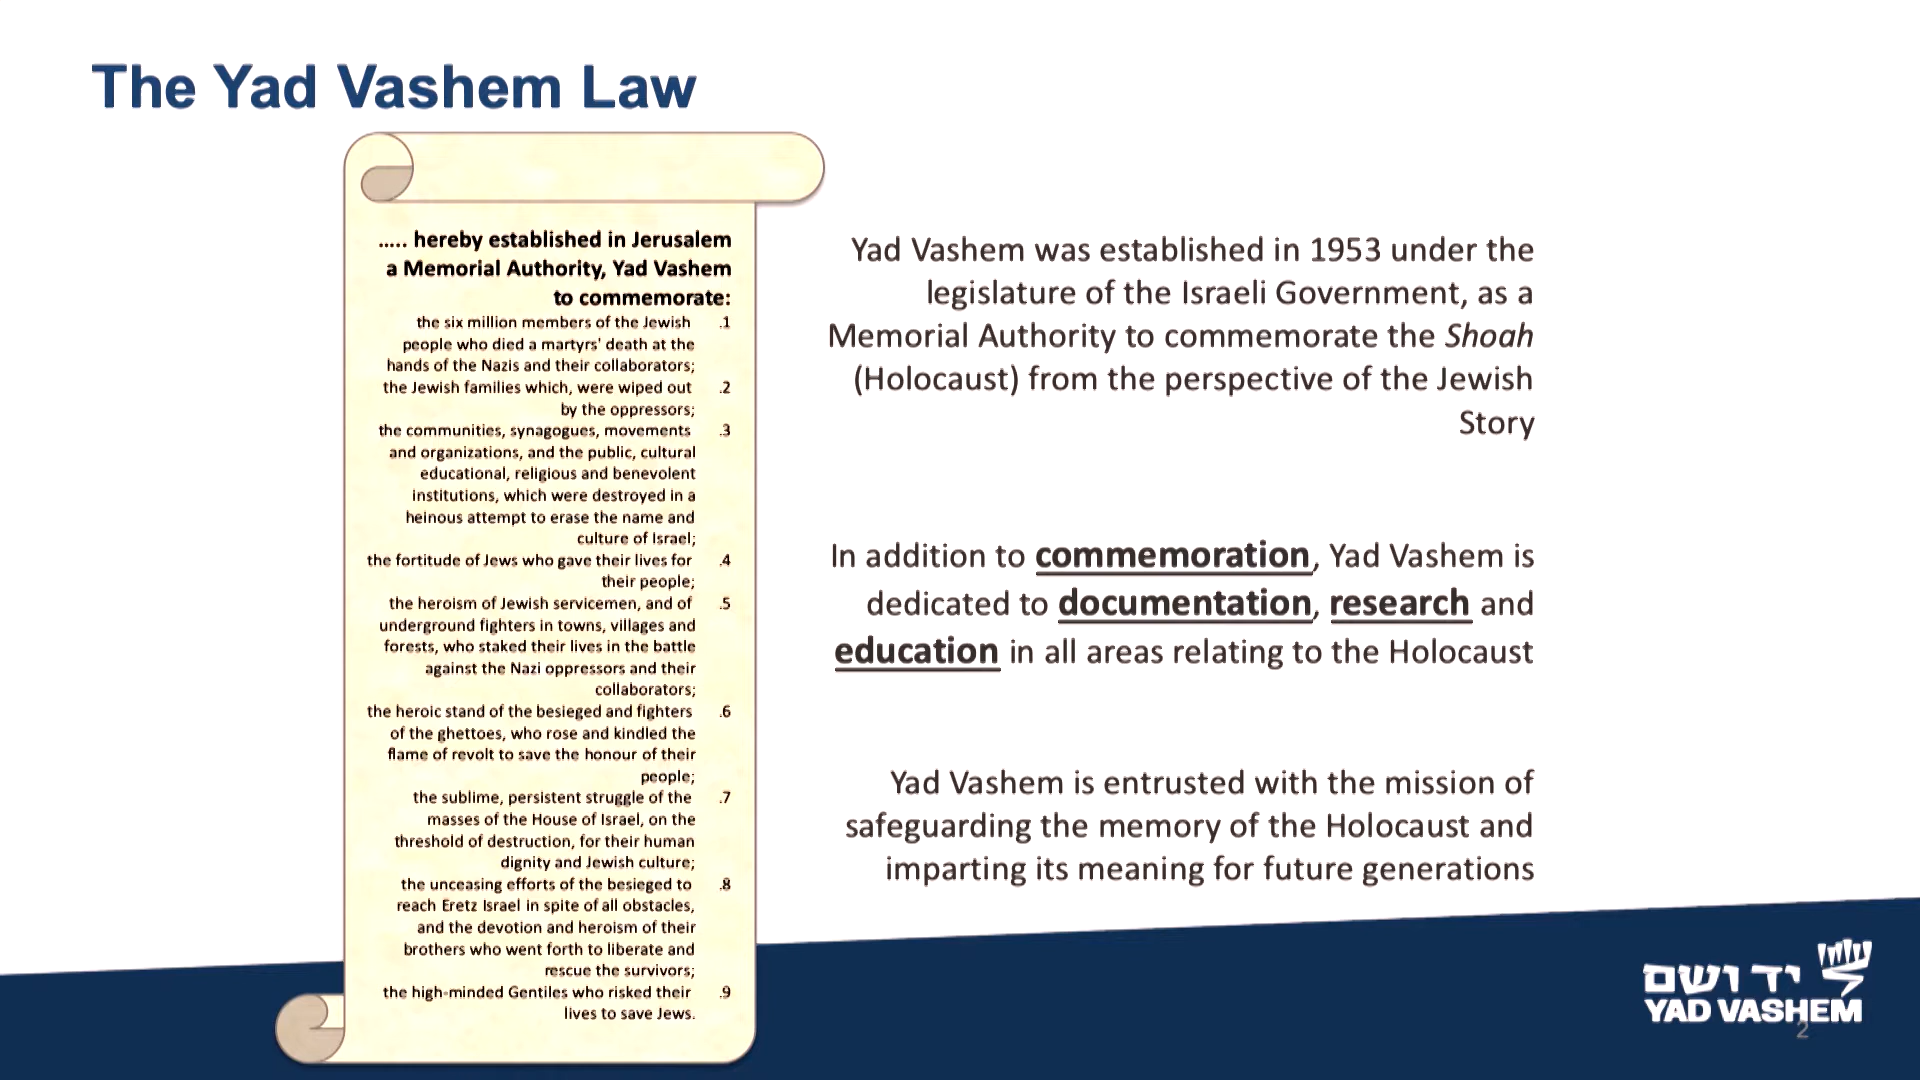 The Yad Vashem Law
..... hereby established in Jerusalem
a Memorial Authority, Yad Vashem
to commemorate:
the six million members of the Jewish .1
people who died a martyrs' death at the
hands of the Nazis and their collaborators;
the Jewish families which, were wiped out .2
by the oppressors;
the communities, synagogues, movements .3
and organizations, and the public, cultural
educational, religious and benevolent
institutions, which were destroyed in a
heinous attempt to erase the name and
culture of Israel;
the fortitude of Jews who gave their lives for .4
their people;
the heroism of Jewish servicemen, and of .5
underground fighters in towns, villages and
forests, who staked their lives in the battle
against the Nazi oppressors and their
collaborators;
the heroic stand of the besieged and fighters .6
of the ghettoes, who rose and kindled the
flame of revolt to save the honour of their
people;
the sublime, persistent struggle of the .7
masses of the House of Israel, on the
threshold of destruction, for their human
dignity and Jewish culture;
the unceasing efforts of the besieged to .8
reach Eretz Israel in spite of all obstacles,
and the devotion and heroism of their
brothers who went forth to liberate and
rescue the survivors;
the high-minded Gentiles who risked their .9
lives to save Jews.
Yad Vashem was established in 1953 under the
legislature of the Israeli Government, as a
Memorial Authority to commemorate the Shoah
(Holocaust) from the perspective of the Jewish
Story
In addition to commemoration, Yad Vashem is
dedicated to documentation, research and
education in all areas relating to the Holocaust
Yad Vashem is entrusted with the mission of
safeguarding the memory of the Holocaust and
imparting its meaning for future generations
יד ושם
YAD VASHEM
2